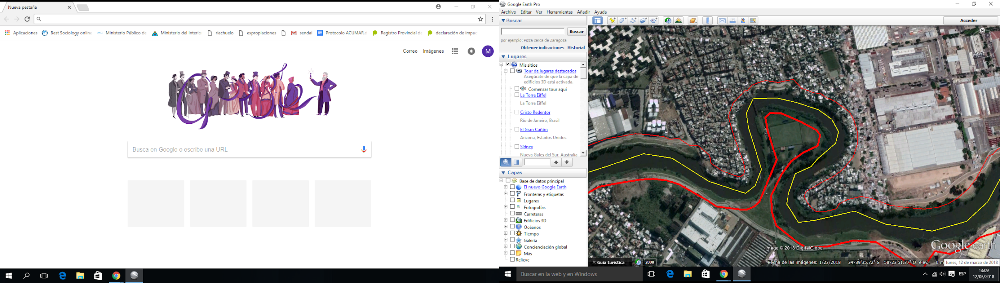 Nueva pestaña
Aplicaciones
Best Sociology online
Ministerio Público de
Ministerio del Interio
riachuelo
expropiaciones
sendai
Protocolo ACUMAR.d
Registro Provincial de
declaración de impac
Correo
Imágenes
M
Busca en Google o escribe una URL
Google Earth Pro
Archivo Editar Ver Herramientas Añadir Ayuda
Buscar
Buscar
por ejemplo: Pizza cerca de Zaragoza
Obtener indicaciones Historial
Lugares
Mis sitios
Tour de lugares destacados
Asegúrate de que la capa de
edificios 3D está activada.
Comenzar tour aquí
La Torre Eiffel
La Torre Eiffel
Cristo Redentor
Río de Janeiro, Brasil
El Gran Cañón
Arizona, Estados Unidos
Sídney
Nueva Gales del Sur. Australia
Capas
Base de datos principal
El nuevo Google Earth
Fronteras y etiquetas
Lugares
Fotografías
Carreteras
Edificios 3D
Océanos
Tiempo
Galería
Concienciación global
Más
Relieve
Acceder
N
Google earth
Image © 2018 DigitalGlobe
Guía turística
2000
Fecha de las imágenes: 1/23/2018 34°39'35.72" S 58°23'51.37" O elev. 0 m
lunes, 12 de marzo de 2018
Buscar en la web y en Windows
ESP
13:09
12/03/2018